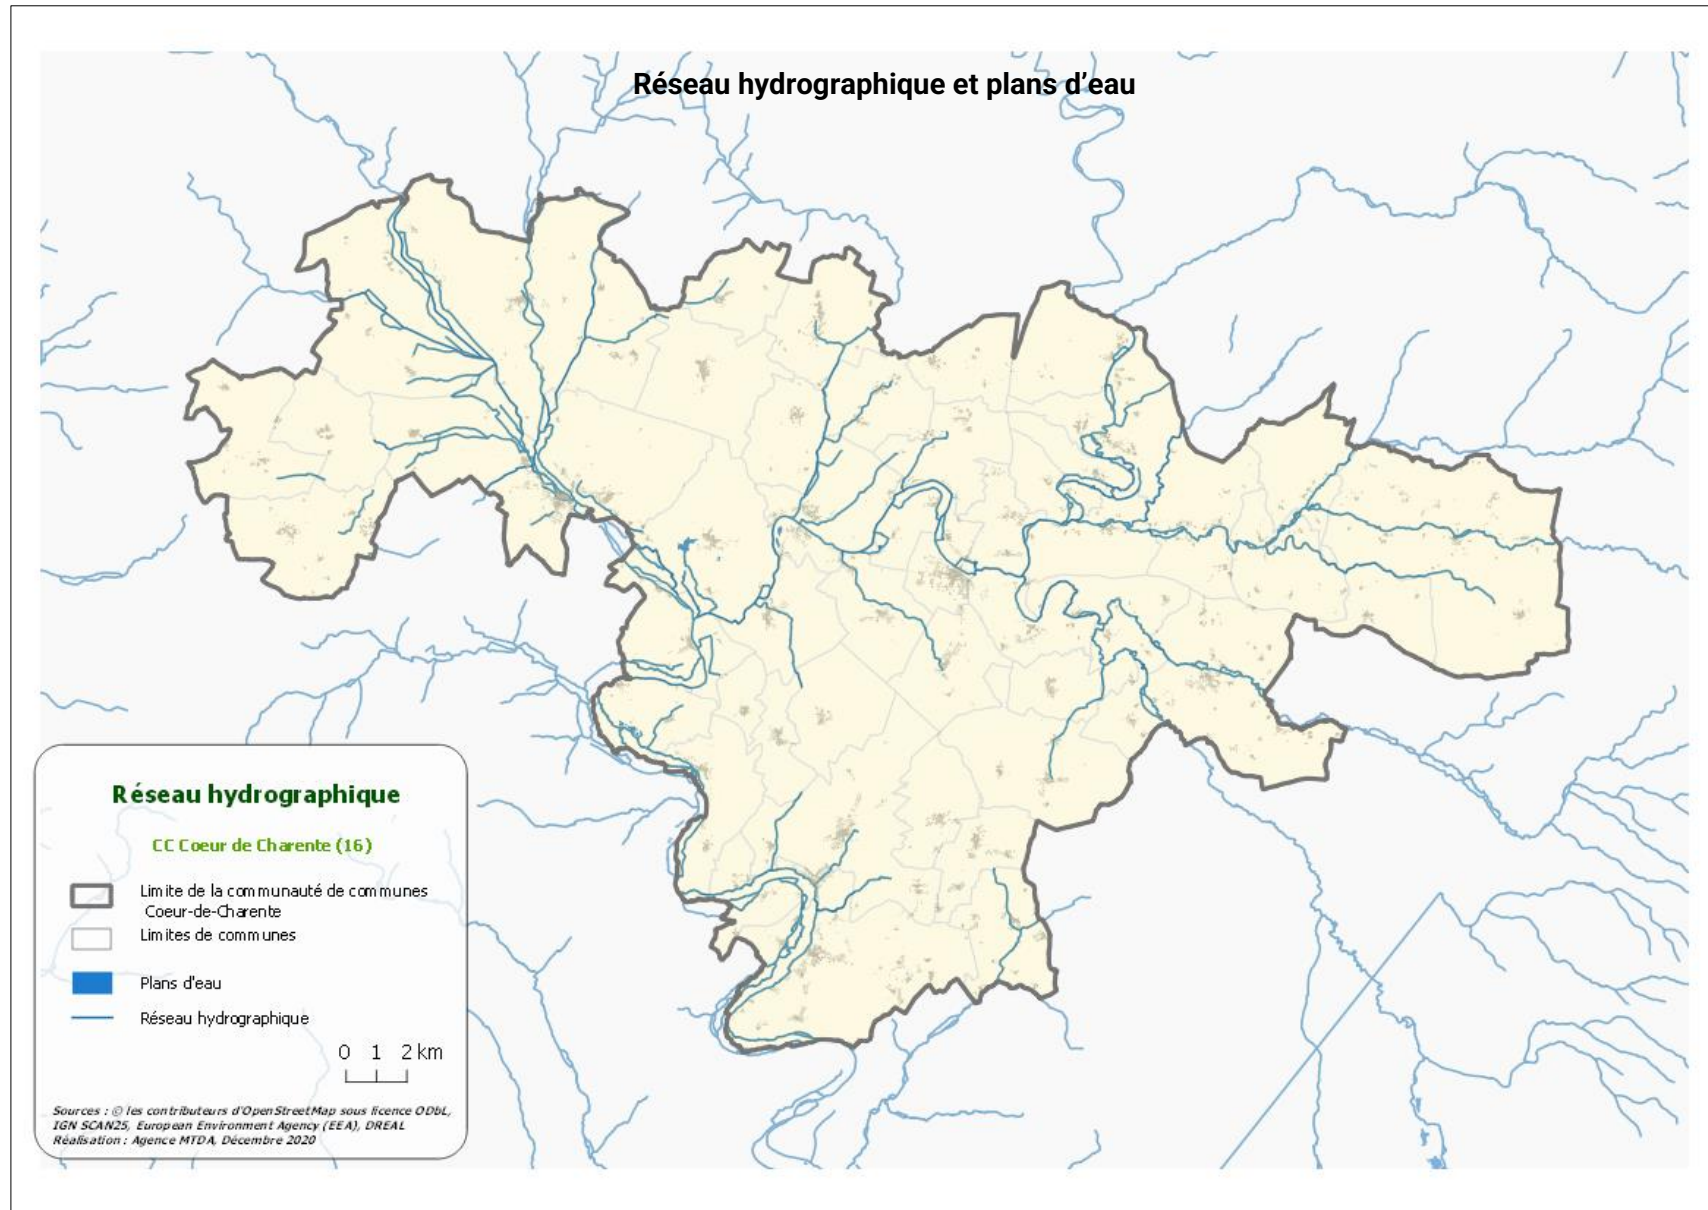 Réseau hydrographique et plans d’eau
Réseau hydrographique
CC Coeur de Charente (16)
Limite de la communauté de communes
Coeur-de-Charente
Limites de communes
Plans d'eau
Réseau hydrographique
0 1 2 km
Sources : © les contributeurs d'OpenStreetMap sous licence ODbL,
IGN SCAN25, European Environment Agency (EEA), DREAL
Réalisation : Agence MTDA, Décembre 2020